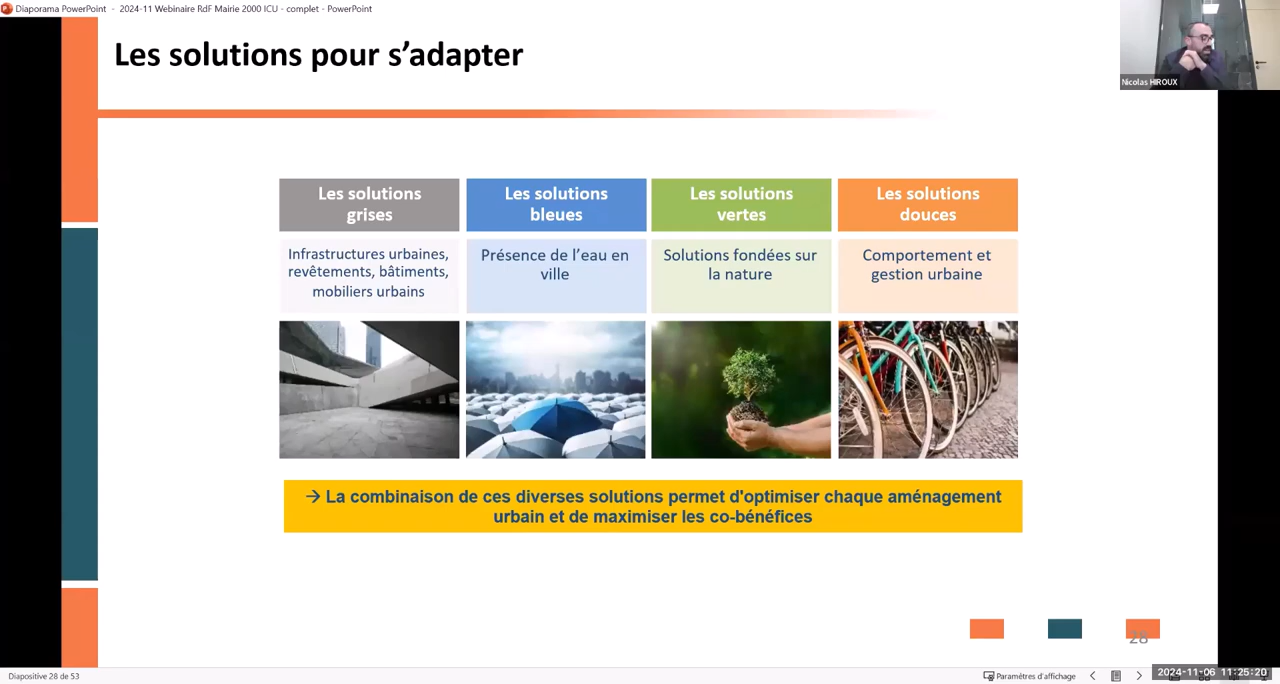 Diaporama PowerPoint - 2024-11 Webinaire RdF Mairie 2000 ICU - complet - PowerPoint
Nicolas HIROUX
Les solutions pour s’adapter
Les solutions
grises
Les solutions
bleues
Les solutions
vertes
Les solutions
douces
Infrastructures urbaines,
revêtements, bâtiments,
mobiliers urbains
Présence de l’eau en
ville
Solutions fondées sur
la nature
Comportement et
gestion urbaine
→ La combinaison de ces diverses solutions permet d'optimiser chaque aménagement
urbain et de maximiser les co-bénéfices
28
Diapositive 28 de 53
Paramètres d'affichage
2024-11-06 11:25:20